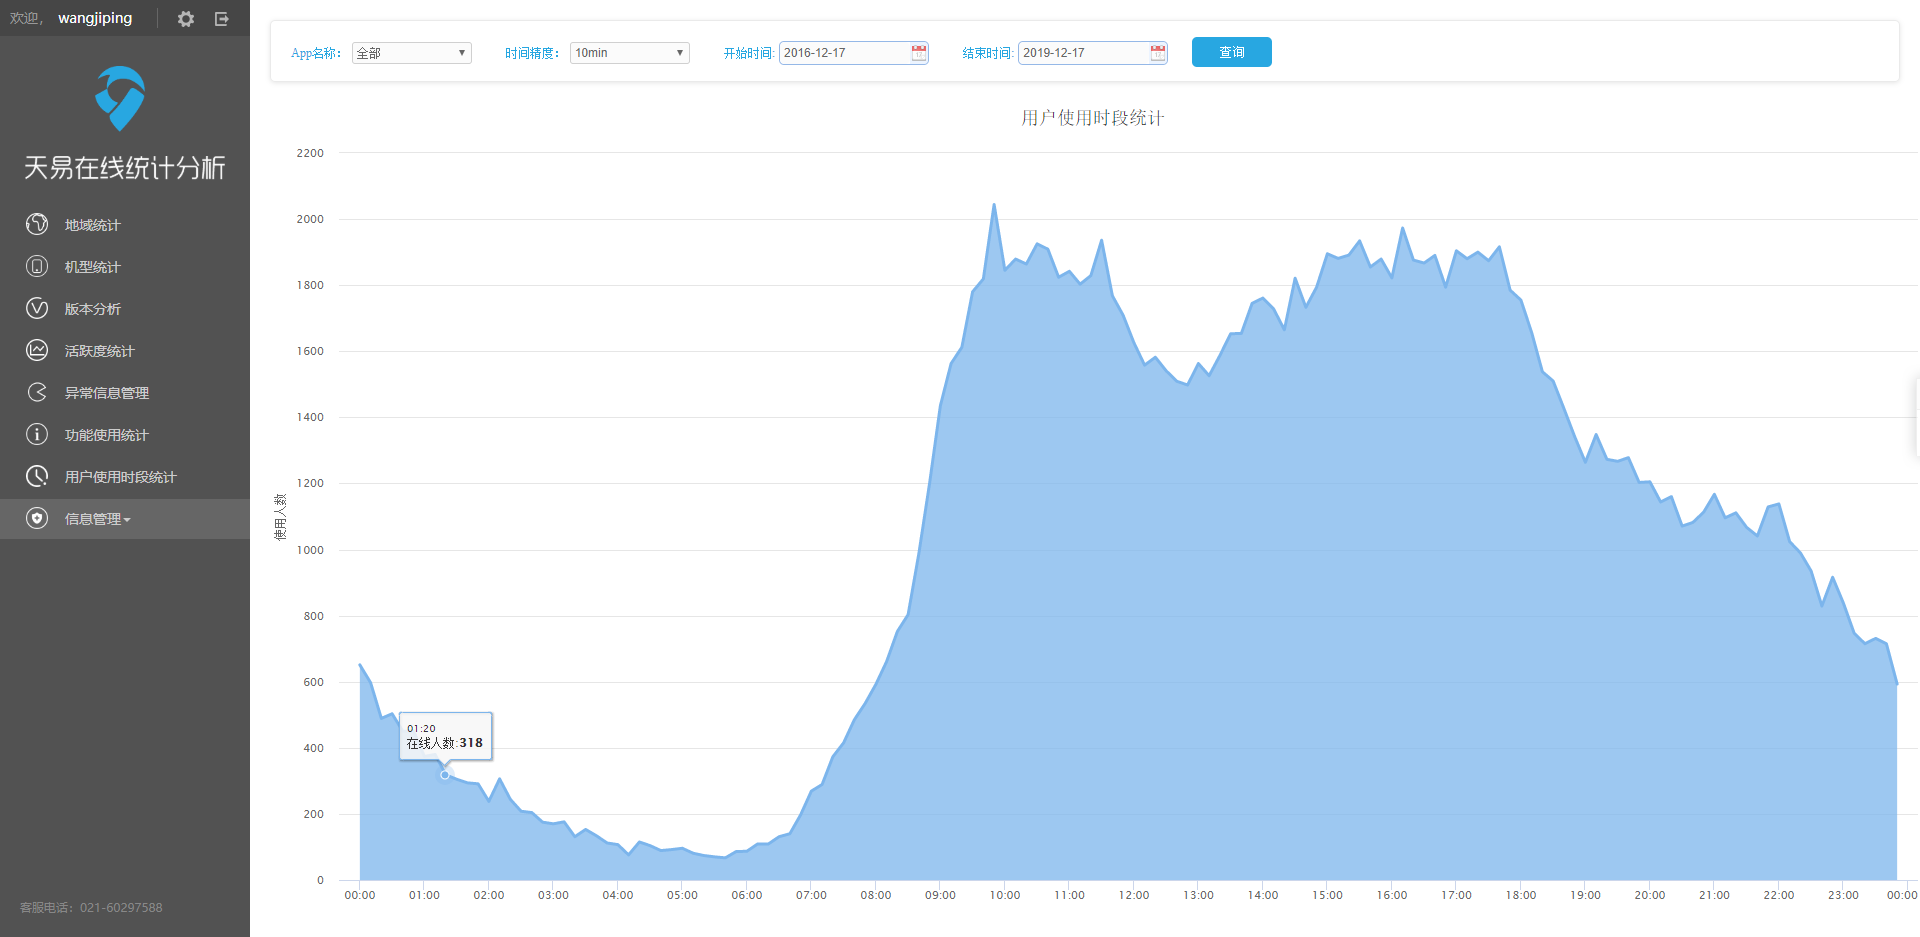 欢迎， wangjiping
天易在线统计分析
地域统计
机型统计
版本分析
活跃度统计
异常信息管理
功能使用统计
用户使用时段统计
信息管理
客服电话：021-60297588
App名称： 全部 时间精度： 10min 开始时间: 2016-12-17 结束时间: 2019-12-17 查询
用户使用时段统计
使用人数
2200
2000
1800
1600
1400
1200
1000
800
600
400
200
0
01:20
在线人数:318
00:00 01:00 02:00 03:00 04:00 05:00 06:00 07:00 08:00 09:00 10:00 11:00 12:00 13:00 14:00 15:00 16:00 17:00 18:00 19:00 20:00 21:00 22:00 23:00 00:00